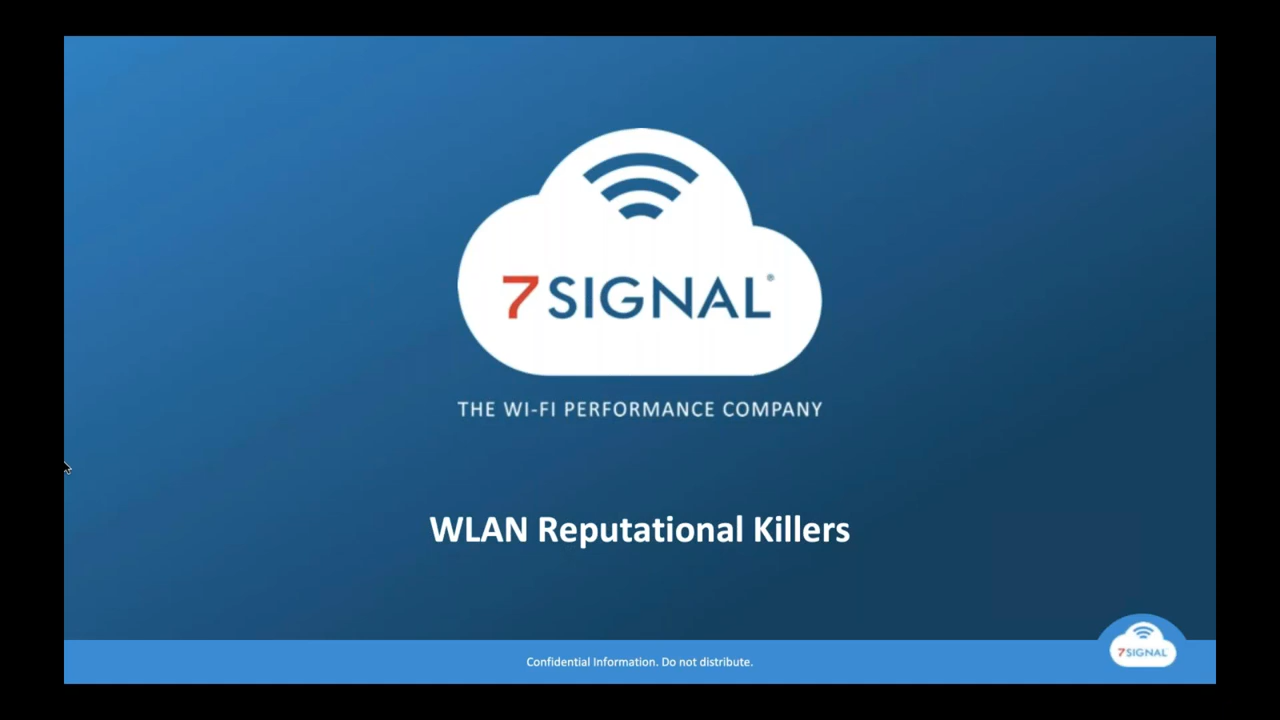 7SIGNAL®
THE WI-FI PERFORMANCE COMPANY
WLAN Reputational Killers
Confidential Information. Do not distribute.
7SIGNAL